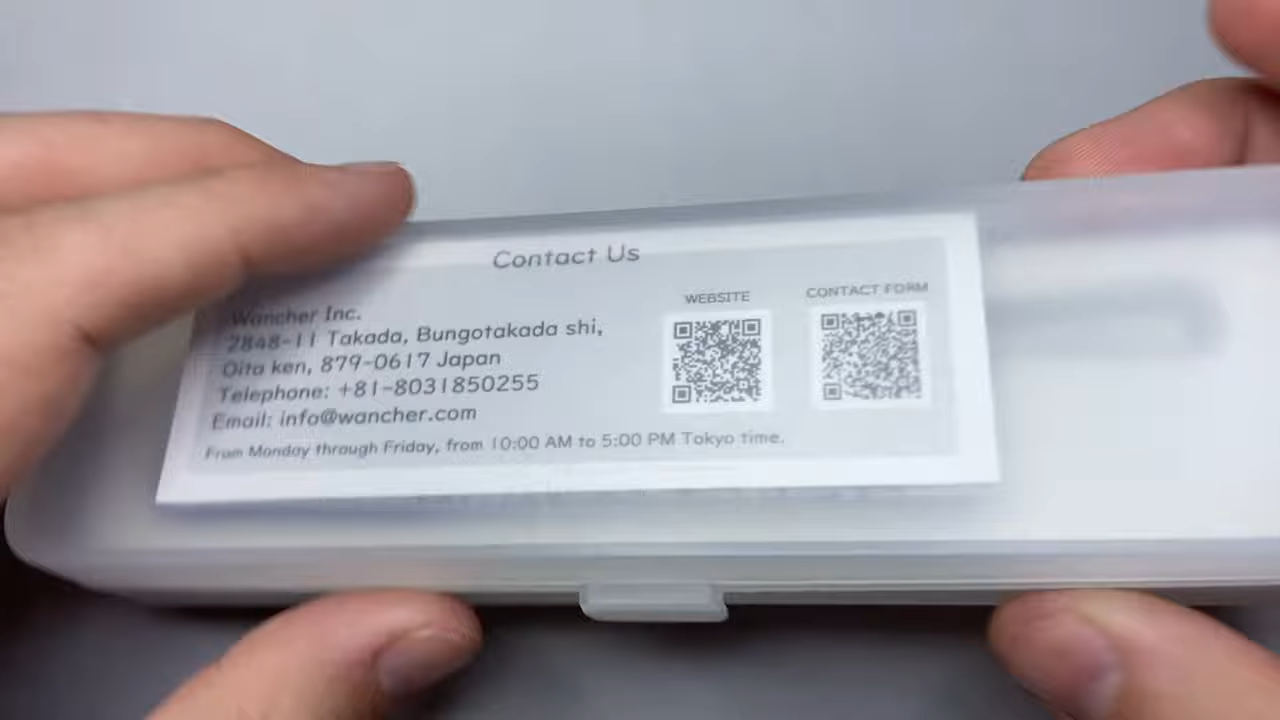 Contact Us
Wancher Inc.
2848-11 Takada, Bungotakada shi,
Oita ken, 879-0617 Japan
Telephone: +81-8031850255
Email: info@wancher.com
From Monday through Friday, from 10:00 AM to 5:00 PM Tokyo time.
WEBSITE
CONTACT FORM